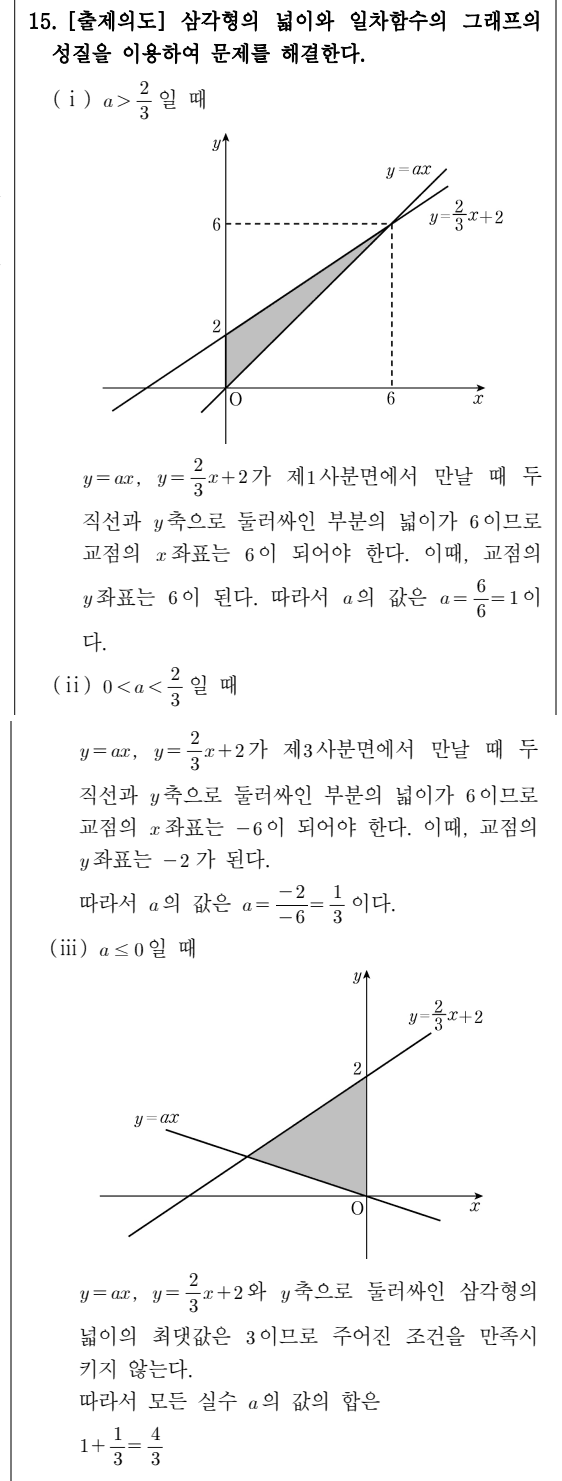 15. [출제의도] 삼각형의 넓이와 일차함수의 그래프의
성질을 이용하여 문제를 해결한다.
(ⅰ) a > 2/3 일 때
y
y=ax
y=2/3x+2
6
2
O
6
x
y=ax, y=2/3x+2가 제1사분면에서 만날 때 두
직선과 y축으로 둘러싸인 부분의 넓이가 6이므로
교점의 x좌표는 6이 되어야 한다. 이때, 교점의
y좌표는 6이 된다. 따라서 a의 값은 a=6/6=1이
다.
(ⅱ) 0<a<2/3 일 때
y=ax, y=2/3x+2가 제3사분면에서 만날 때 두
직선과 y축으로 둘러싸인 부분의 넓이가 6이므로
교점의 x좌표는 -6이 되어야 한다. 이때, 교점의
y좌표는 -2가 된다.
따라서 a의 값은 a=-2/-6=1/3 이다.
(ⅲ) a≤0일 때
y
y=2/3x+2
2
y=ax
O
x
y=ax, y=2/3x+2와 y축으로 둘러싸인 삼각형의
넓이의 최댓값은 3이므로 주어진 조건을 만족시
키지 않는다.
따라서 모든 실수 a의 값의 합은
1+1/3=4/3